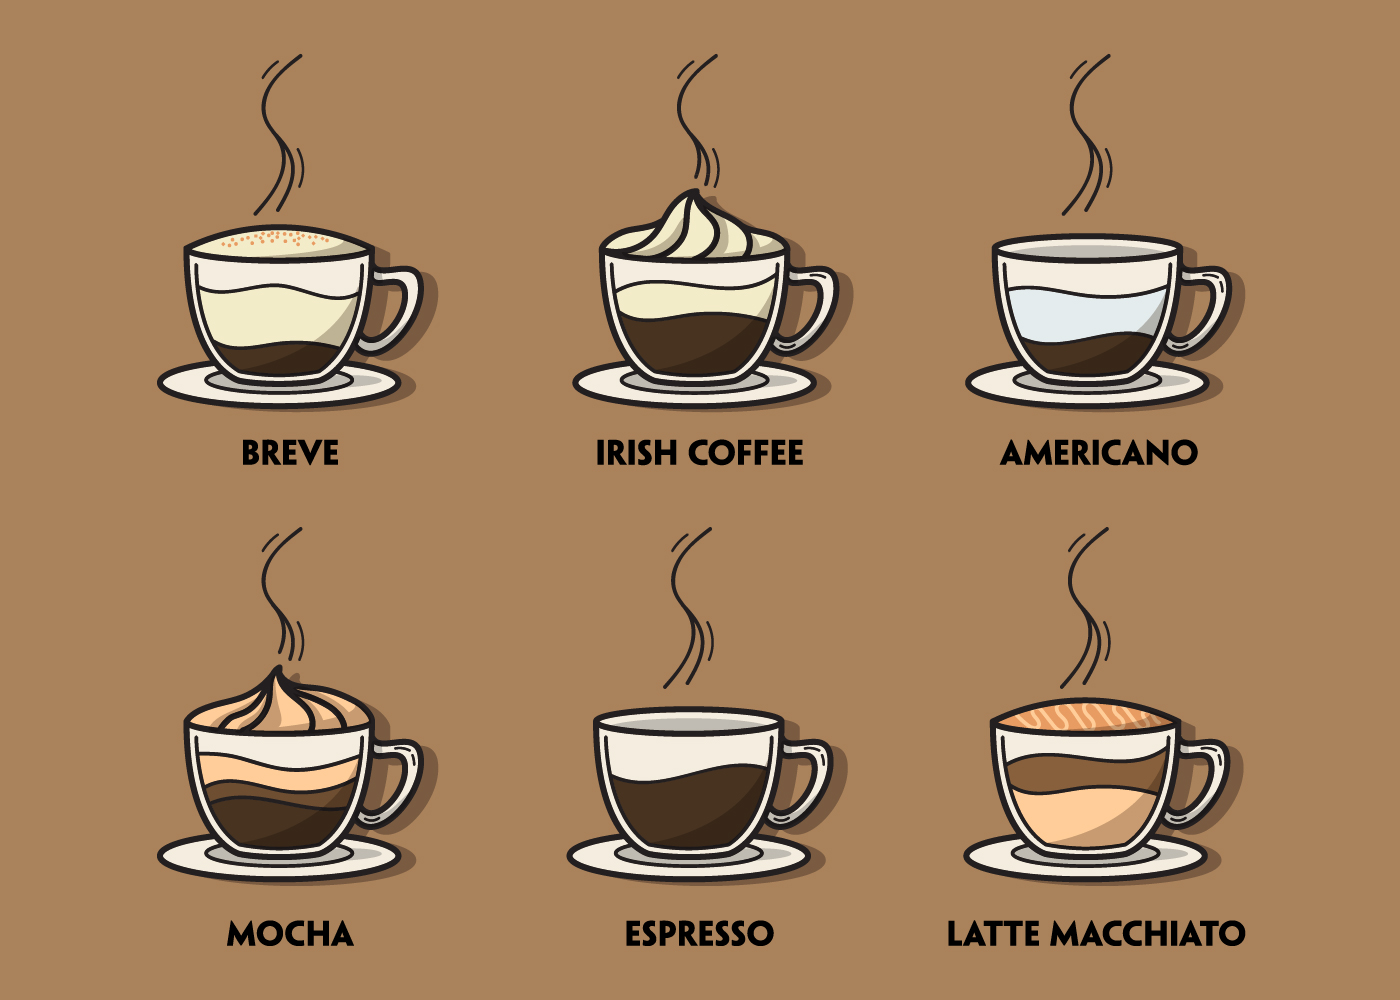 BREVE
IRISH COFFEE
AMERICANO
MOCHA
ESPRESSO
LATTE MACCHIATO